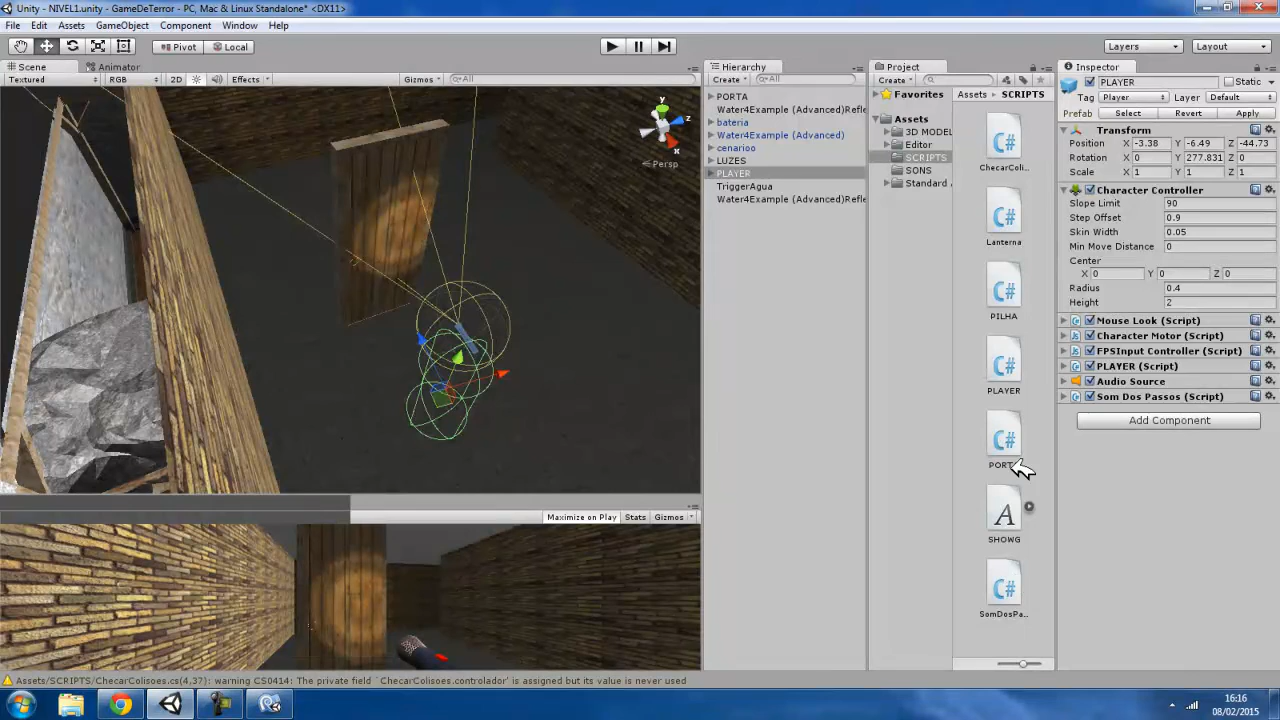 Unity - NIVEL1.unity - GameDeTerror - PC, Mac & Linux Standalone* <DX11>
File Edit Assets GameObject Component Window Help
Pivot Local Layers Layout
Scene Animator
Textured RGB 2D Effects Gizmos All
y z x
Persp
Hierarchy
Create All
PORTA
Water4Example (Advanced)Refle
bateria
Water4Example (Advanced)
cenarioo
LUZES
PLAYER
TriggerAgua
Water4Example (Advanced)Refle
Project
Create
Favorites
Assets
3D MODEL
Editor
SCRIPTS
SONS
Standard
Assets SCRIPTS
C#
ChecarColi...
C#
Lanterna
C#
PILHA
C#
PLAYER
C#
A
SHOWG
C#
SomDosPa...
Inspector
PLAYER Static
Tag Player Layer Default
Prefab Select Revert Apply
Transform
Position X -3.38 Y -6.49 Z -44.73
Rotation X 0 Y 277.831 Z 0
Scale X 1 Y 1 Z 1
Character Controller
Slope Limit 90
Step Offset 0.9
Skin Width 0.05
Min Move Distance 0
Center
X 0 Y 0 Z 0
Radius 0.4
Height 2
Mouse Look (Script)
Character Motor (Script)
FPSInput Controller (Script)
PLAYER (Script)
Audio Source
Som Dos Passos (Script)
Add Component
Maximize on Play Stats Gizmos
Assets/SCRIPTS/ChecarColisoes.cs(4,37): warning CS0414: The private field `ChecarColisoes.controlador' is assigned but its value is never used
16:16
08/02/2015